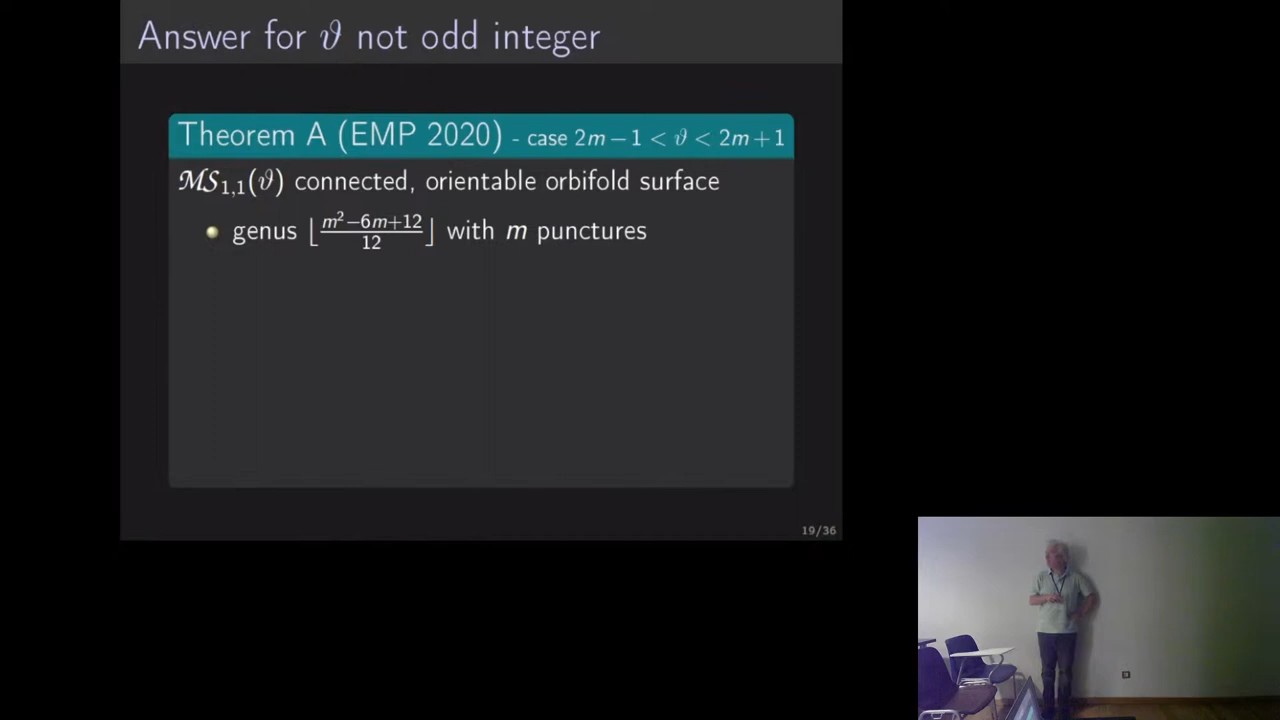 Answer for ϑ not odd integer
Theorem A (EMP 2020) - case 2m−1 < ϑ < 2m+1
𝓜𝓢₁,₁(ϑ) connected, orientable orbifold surface
genus ⌊(m²−6m+12)/12⌋ with m punctures
19/36